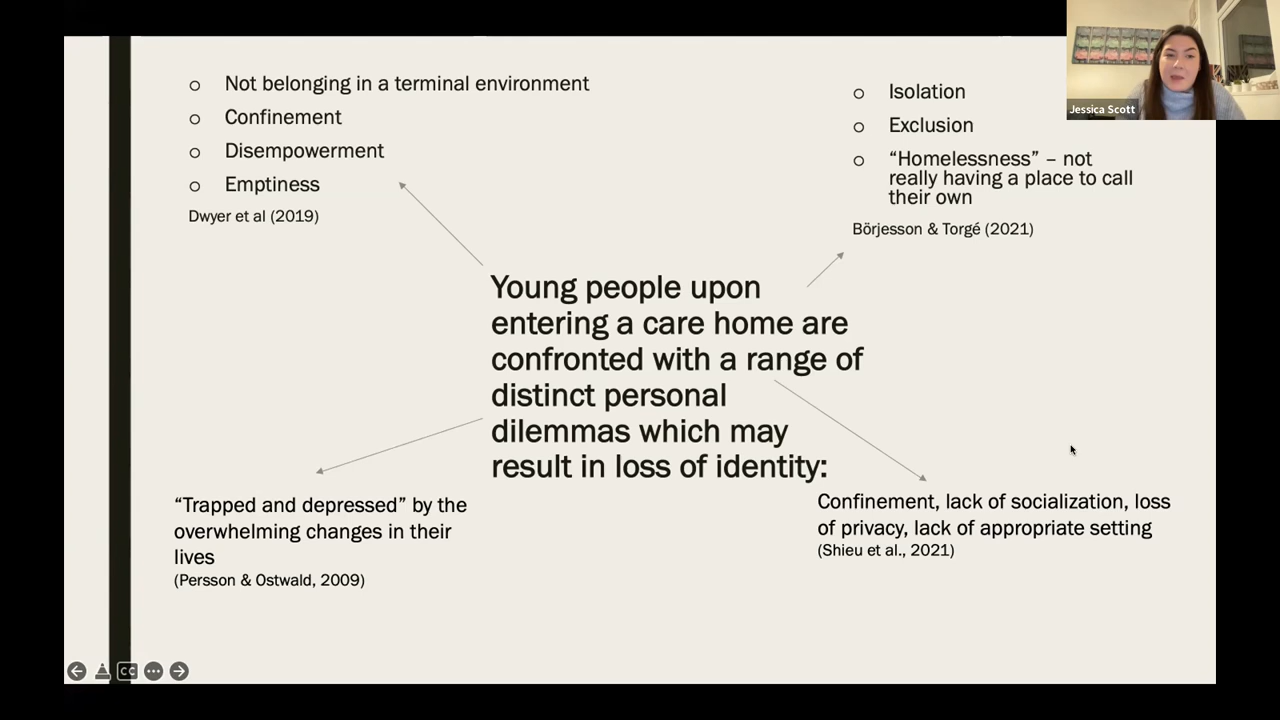 Not belonging in a terminal environment
Confinement
Disempowerment
Emptiness
Dwyer et al (2019)
Isolation
Exclusion
“Homelessness” – not
really having a place to call
their own
Börjesson & Torgé (2021)
Young people upon
entering a care home are
confronted with a range of
distinct personal
dilemmas which may
result in loss of identity:
“Trapped and depressed” by the
overwhelming changes in their
lives
(Persson & Ostwald, 2009)
Confinement, lack of socialization, loss
of privacy, lack of appropriate setting
(Shieu et al., 2021)
Jessica Scott
CC